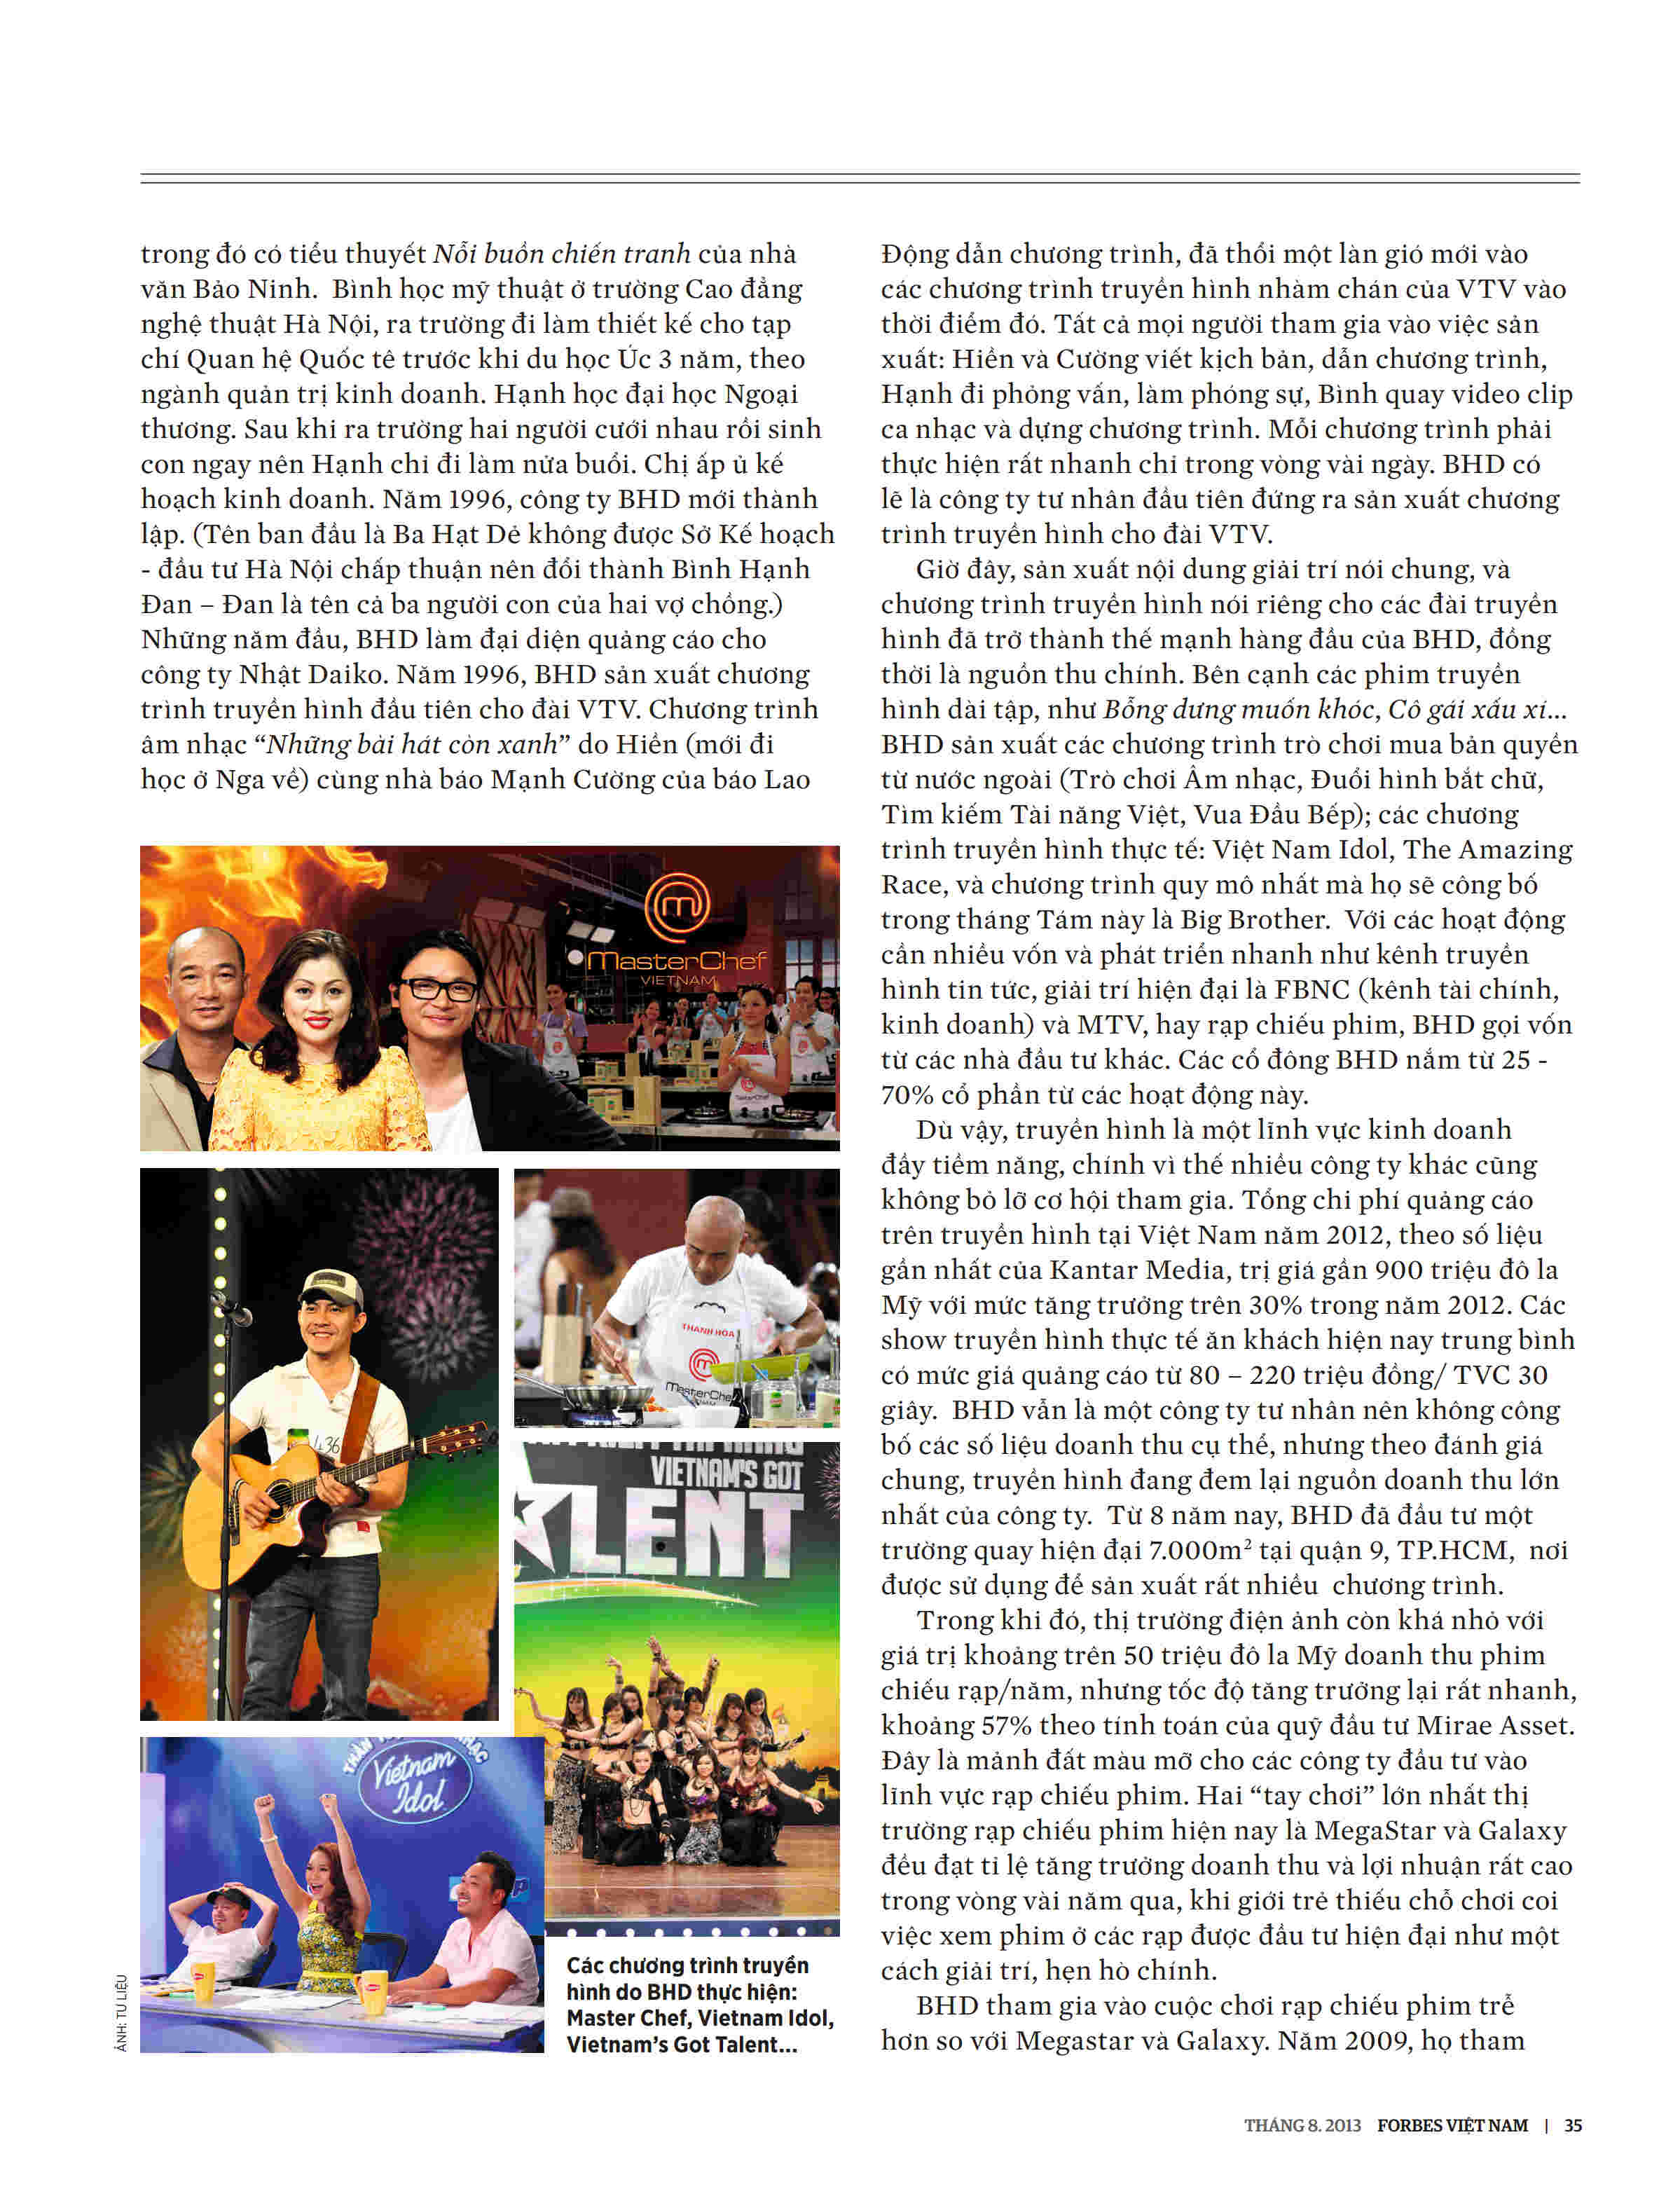 trong đó có tiểu thuyết Nỗi buồn chiến tranh của nhà
văn Bảo Ninh. Bình học mỹ thuật ở trường Cao đẳng
nghệ thuật Hà Nội, ra trường đi làm thiết kế cho tạp
chí Quan hệ Quốc tê trước khi du học Úc 3 năm, theo
ngành quản trị kinh doanh. Hạnh học đại học Ngoại
thương. Sau khi ra trường hai người cưới nhau rồi sinh
con ngay nên Hạnh chỉ đi làm nửa buổi. Chị ấp ủ kế
hoạch kinh doanh. Năm 1996, công ty BHD mới thành
lập. (Tên ban đầu là Ba Hạt Dẻ không được Sở Kế hoạch
- đầu tư Hà Nội chấp thuận nên đổi thành Bình Hạnh
Đan – Đan là tên cả ba người con của hai vợ chồng.)
Những năm đầu, BHD làm đại diện quảng cáo cho
công ty Nhật Daiko. Năm 1996, BHD sản xuất chương
trình truyền hình đầu tiên cho đài VTV. Chương trình
âm nhạc “Những bài hát còn xanh” do Hiền (mới đi
học ở Nga về) cùng nhà báo Mạnh Cường của báo Lao
MasterChef
VIETNAM
MasterChef
THANH HÒA
MasterChef
436
VIETNAM'S GOT
TALENT
Vietnam
Idol
Các chương trình truyền
hình do BHD thực hiện:
Master Chef, Vietnam Idol,
Vietnam’s Got Talent...
ẢNH: TƯ LIỆU
Động dẫn chương trình, đã thổi một làn gió mới vào
các chương trình truyền hình nhàm chán của VTV vào
thời điểm đó. Tất cả mọi người tham gia vào việc sản
xuất: Hiền và Cường viết kịch bản, dẫn chương trình,
Hạnh đi phỏng vấn, làm phóng sự, Bình quay video clip
ca nhạc và dựng chương trình. Mỗi chương trình phải
thực hiện rất nhanh chỉ trong vòng vài ngày. BHD có
lẽ là công ty tư nhân đầu tiên đứng ra sản xuất chương
trình truyền hình cho đài VTV.
Giờ đây, sản xuất nội dung giải trí nói chung, và
chương trình truyền hình nói riêng cho các đài truyền
hình đã trở thành thế mạnh hàng đầu của BHD, đồng
thời là nguồn thu chính. Bên cạnh các phim truyền
hình dài tập, như Bỗng dưng muốn khóc, Cô gái xấu xí...
BHD sản xuất các chương trình trò chơi mua bản quyền
từ nước ngoài (Trò chơi Âm nhạc, Đuổi hình bắt chữ,
Tìm kiếm Tài năng Việt, Vua Đầu Bếp); các chương
trình truyền hình thực tế: Việt Nam Idol, The Amazing
Race, và chương trình quy mô nhất mà họ sẽ công bố
trong tháng Tám này là Big Brother. Với các hoạt động
cần nhiều vốn và phát triển nhanh như kênh truyền
hình tin tức, giải trí hiện đại là FBNC (kênh tài chính,
kinh doanh) và MTV, hay rạp chiếu phim, BHD gọi vốn
từ các nhà đầu tư khác. Các cổ đông BHD nắm từ 25 -
70% cổ phần từ các hoạt động này.
Dù vậy, truyền hình là một lĩnh vực kinh doanh
đầy tiềm năng, chính vì thế nhiều công ty khác cũng
không bỏ lỡ cơ hội tham gia. Tổng chi phí quảng cáo
trên truyền hình tại Việt Nam năm 2012, theo số liệu
gần nhất của Kantar Media, trị giá gần 900 triệu đô la
Mỹ với mức tăng trưởng trên 30% trong năm 2012. Các
show truyền hình thực tế ăn khách hiện nay trung bình
có mức giá quảng cáo từ 80 – 220 triệu đồng/ TVC 30
giây. BHD vẫn là một công ty tư nhân nên không công
bố các số liệu doanh thu cụ thể, nhưng theo đánh giá
chung, truyền hình đang đem lại nguồn doanh thu lớn
nhất của công ty. Từ 8 năm nay, BHD đã đầu tư một
trường quay hiện đại 7.000m² tại quận 9, TP.HCM, nơi
được sử dụng để sản xuất rất nhiều chương trình.
Trong khi đó, thị trường điện ảnh còn khá nhỏ với
giá trị khoảng trên 50 triệu đô la Mỹ doanh thu phim
chiếu rạp/năm, nhưng tốc độ tăng trưởng lại rất nhanh,
khoảng 57% theo tính toán của quỹ đầu tư Mirae Asset.
Đây là mảnh đất màu mỡ cho các công ty đầu tư vào
lĩnh vực rạp chiếu phim. Hai “tay chơi” lớn nhất thị
trường rạp chiếu phim hiện nay là MegaStar và Galaxy
đều đạt tỉ lệ tăng trưởng doanh thu và lợi nhuận rất cao
trong vòng vài năm qua, khi giới trẻ thiếu chỗ chơi coi
việc xem phim ở các rạp được đầu tư hiện đại như một
cách giải trí, hẹn hò chính.
BHD tham gia vào cuộc chơi rạp chiếu phim trễ
hơn so với Megastar và Galaxy. Năm 2009, họ tham
THÁNG 8. 2013 FORBES VIỆT NAM | 35